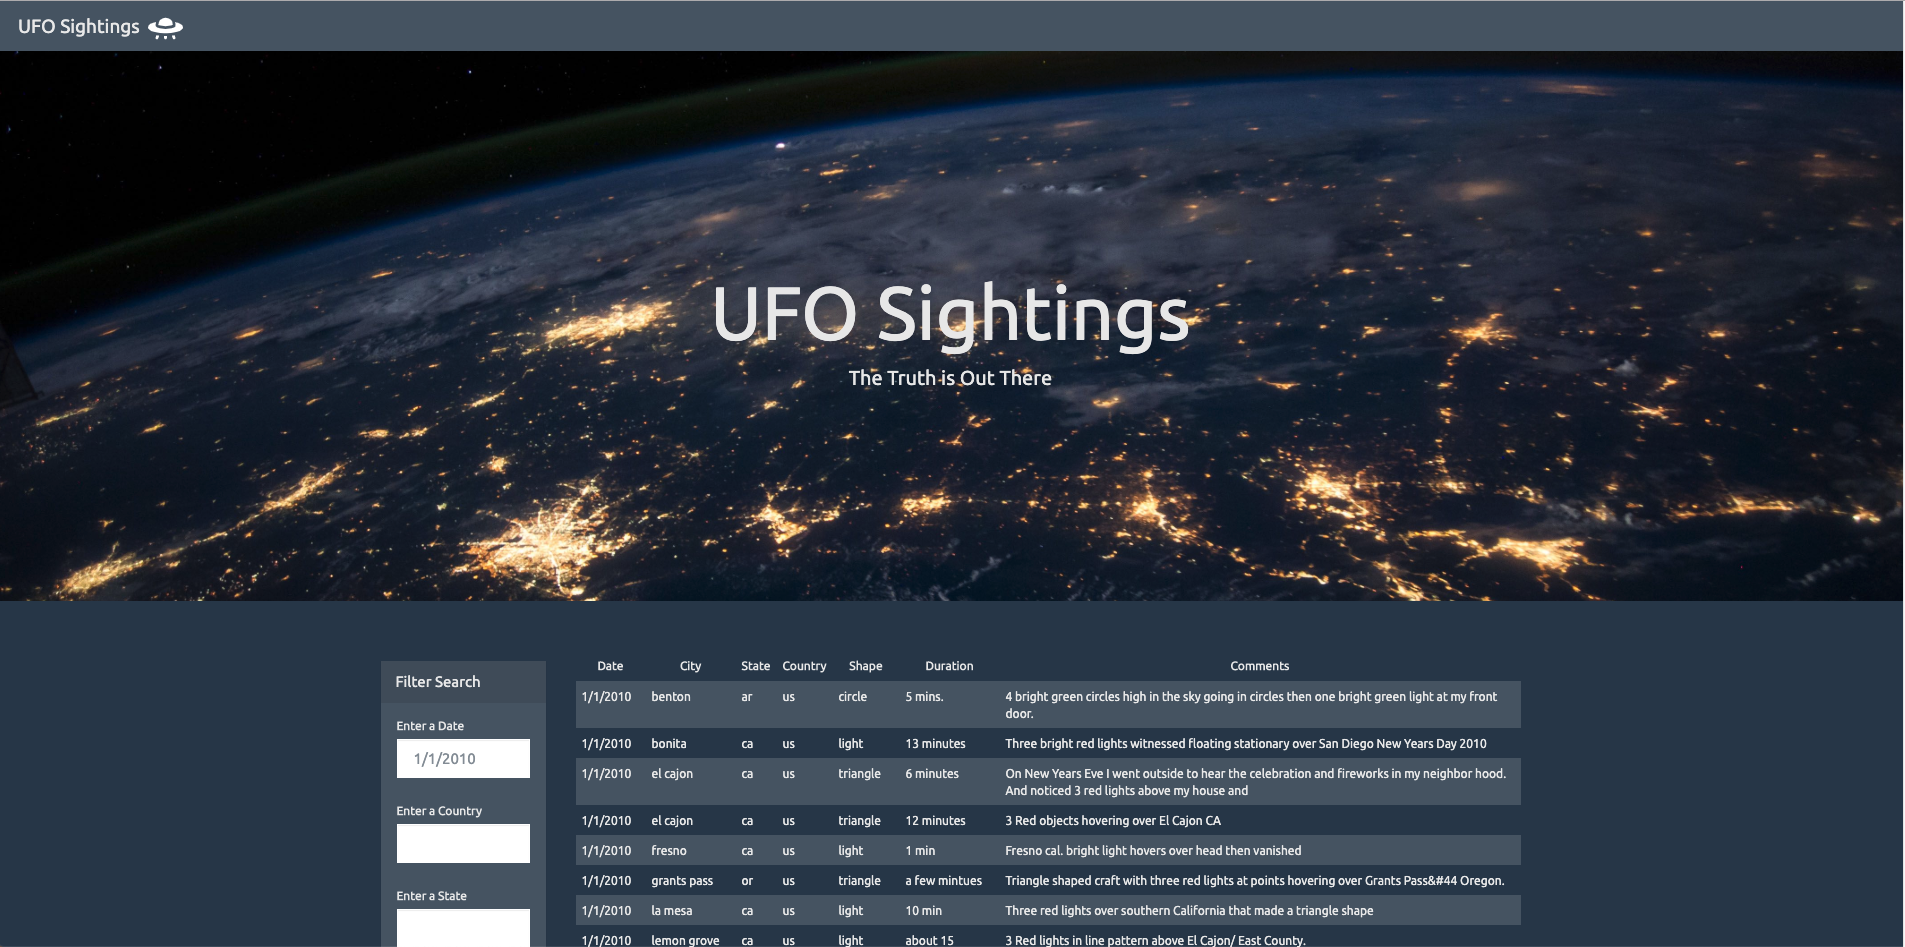 UFO Sightings
UFO Sightings
The Truth is Out There
Filter Search
Enter a Date
1/1/2010
Enter a Country
Enter a State
Date City State Country Shape Duration Comments
1/1/2010 benton ar us circle 5 mins. 4 bright green circles high in the sky going in circles then one bright green light at my front
door.
1/1/2010 bonita ca us light 13 minutes Three bright red lights witnessed floating stationary over San Diego New Years Day 2010
1/1/2010 el cajon ca us triangle 6 minutes On New Years Eve I went outside to hear the celebration and fireworks in my neighbor hood.
And noticed 3 red lights above my house and
1/1/2010 el cajon ca us triangle 12 minutes 3 Red objects hovering over El Cajon CA
1/1/2010 fresno ca us light 1 min Fresno cal. bright light hovers over head then vanished
1/1/2010 grants pass or us triangle a few mintues Triangle shaped craft with three red lights at points hovering over Grants Pass&#44 Oregon.
1/1/2010 la mesa ca us light 10 min Three red lights over southern California that made a triangle shape
1/1/2010 lemon grove ca us light about 15 3 Red lights in line pattern above El Cajon/ East County.